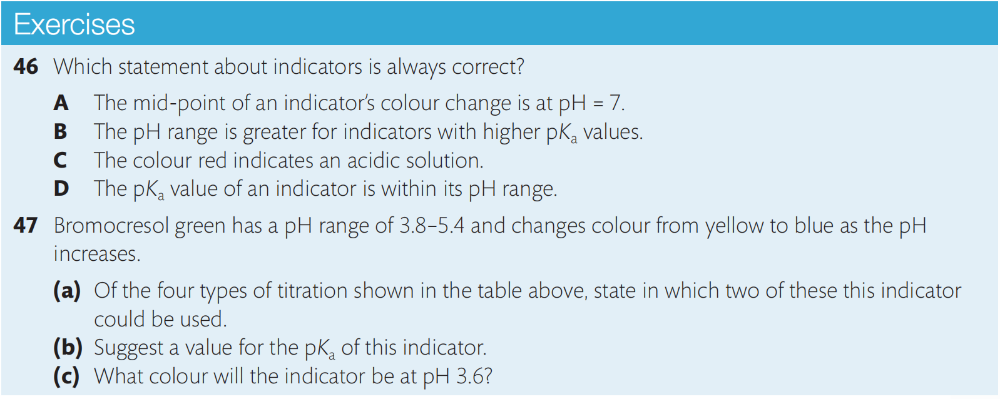 Exercises
46 Which statement about indicators is always correct?
A The mid-point of an indicator’s colour change is at pH = 7.
B The pH range is greater for indicators with higher pKa values.
C The colour red indicates an acidic solution.
D The pKa value of an indicator is within its pH range.
47 Bromocresol green has a pH range of 3.8–5.4 and changes colour from yellow to blue as the pH
increases.
(a) Of the four types of titration shown in the table above, state in which two of these this indicator
could be used.
(b) Suggest a value for the pKa of this indicator.
(c) What colour will the indicator be at pH 3.6?